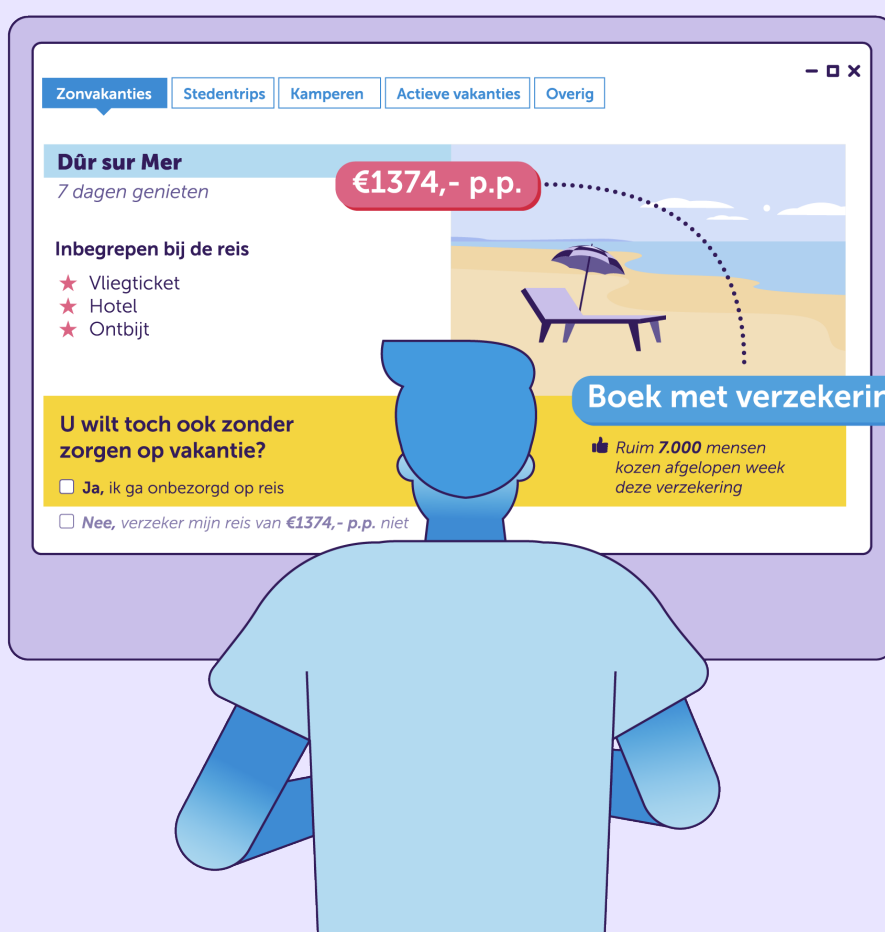 Zonvakanties
Stedentrips
Kamperen
Actieve vakanties
Overig
Dûr sur Mer
7 dagen genieten
€1374,- p.p.
Inbegrepen bij de reis
Vliegticket
Hotel
Ontbijt
U wilt toch ook zonder
zorgen op vakantie?
Ja, ik ga onbezorgd op reis
Nee, verzeker mijn reis van €1374,- p.p. niet
Boek met
Ruim 7.000 mensen
kozen afgelopen week
deze verzekering